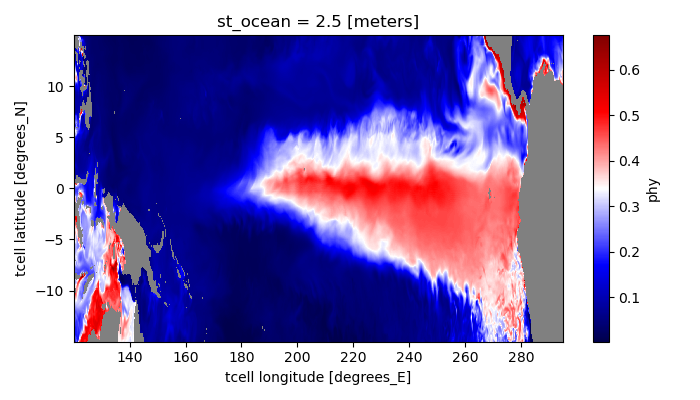 st_ocean = 2.5 [meters]
10
5
0
−5
−10
tcell latitude [degrees_N]
140 160 180 200 220 240 260 280
tcell longitude [degrees_E]
0.6
0.5
0.4
0.3
0.2
0.1
phy